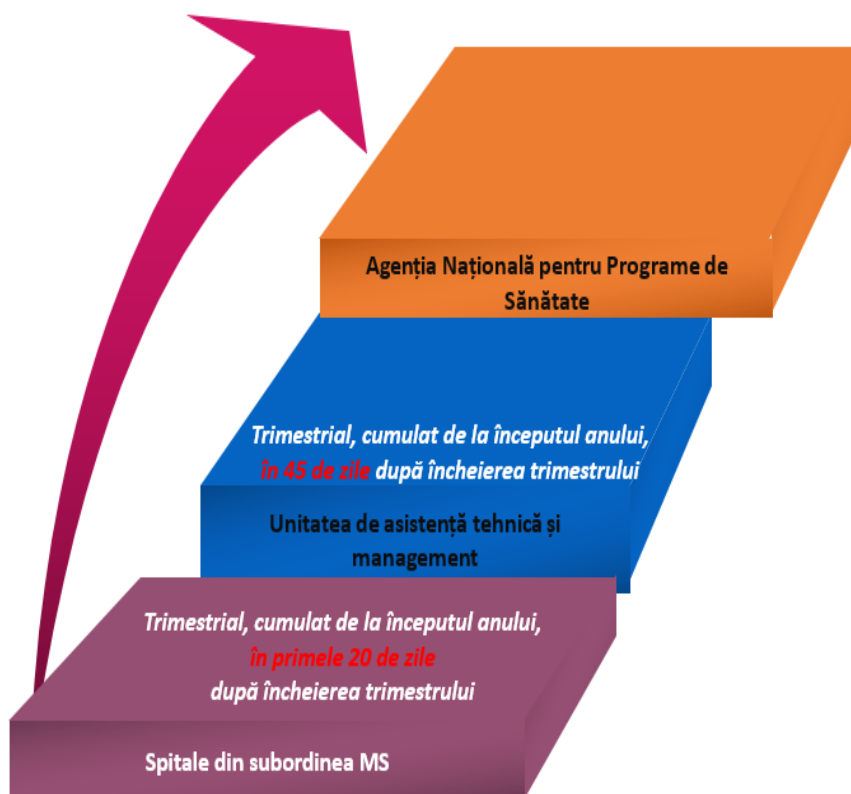 Agenția Națională pentru Programe de
Sănătate
Trimestrial, cumulat de la începutul anului,
în 45 de zile după încheierea trimestrului
Unitatea de asistență tehnică și
management
Trimestrial, cumulat de la începutul anului,
în primele 20 de zile
după încheierea trimestrului
Spitale din subordinea MS